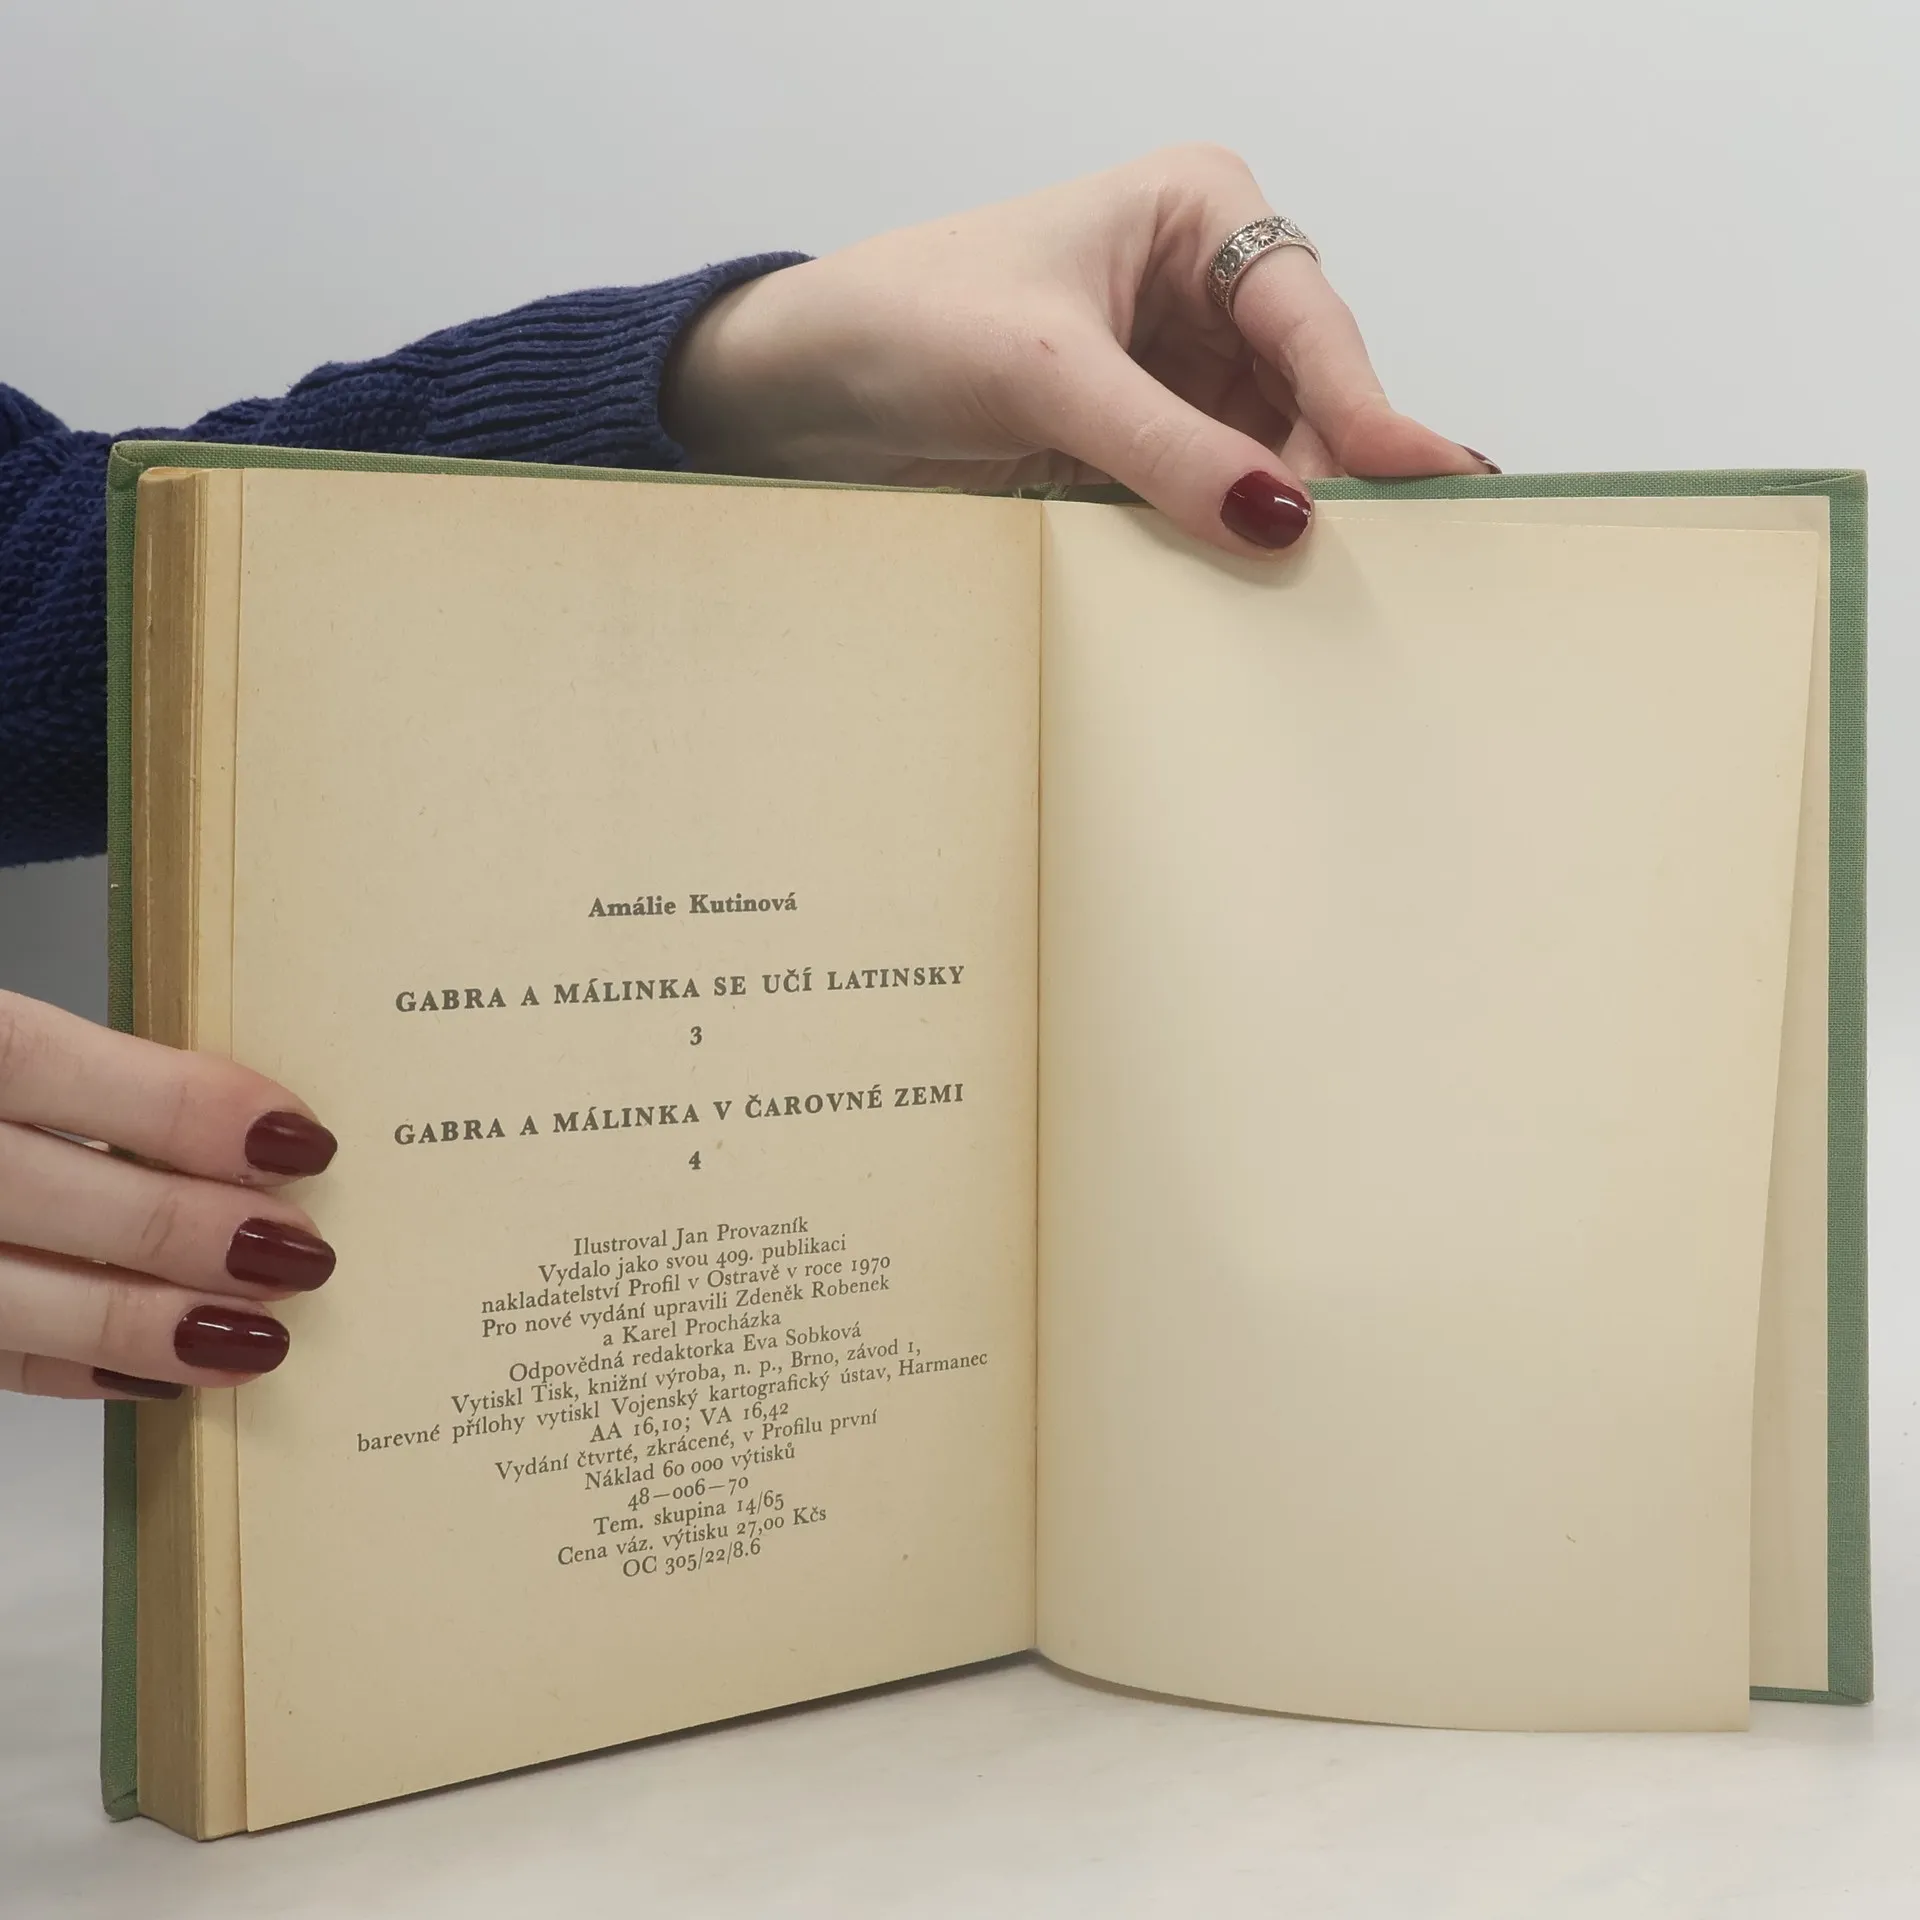 Amálie Kutinová
GABRA A MÁLINKA SE UČÍ LATINSKY
3
GABRA A MÁLINKA V ČAROVNÉ ZEMI
4
Ilustroval Jan Provazník
Vydalo jako svou 409. publikaci
nakladatelství Profil v Ostravě v roce 1970
Pro nové vydání upravili Zdeněk Robenek
a Karel Procházka
Odpovědná redaktorka Eva Sobková
Vytiskl Tisk, knižní výroba, n. p., Brno, závod 1,
barevné přílohy vytiskl Vojenský kartografický ústav, Harmanec
AA 16,10; VA 16,42
Vydání čtvrté, zkrácené, v Profilu první
Náklad 60 000 výtisků
48—006—70
Tem. skupina 14/65
Cena váz. výtisku 27,00 Kčs
OC 305/22/8.6